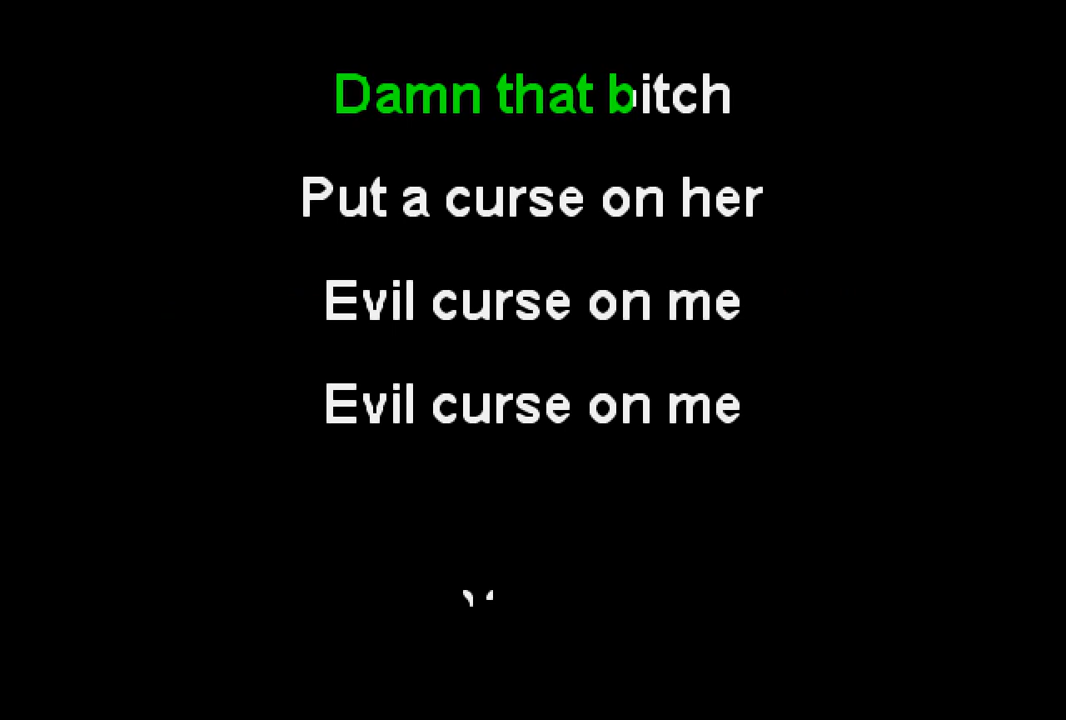 Damn that bitch
Put a curse on her
Evil curse on me
Evil curse on me